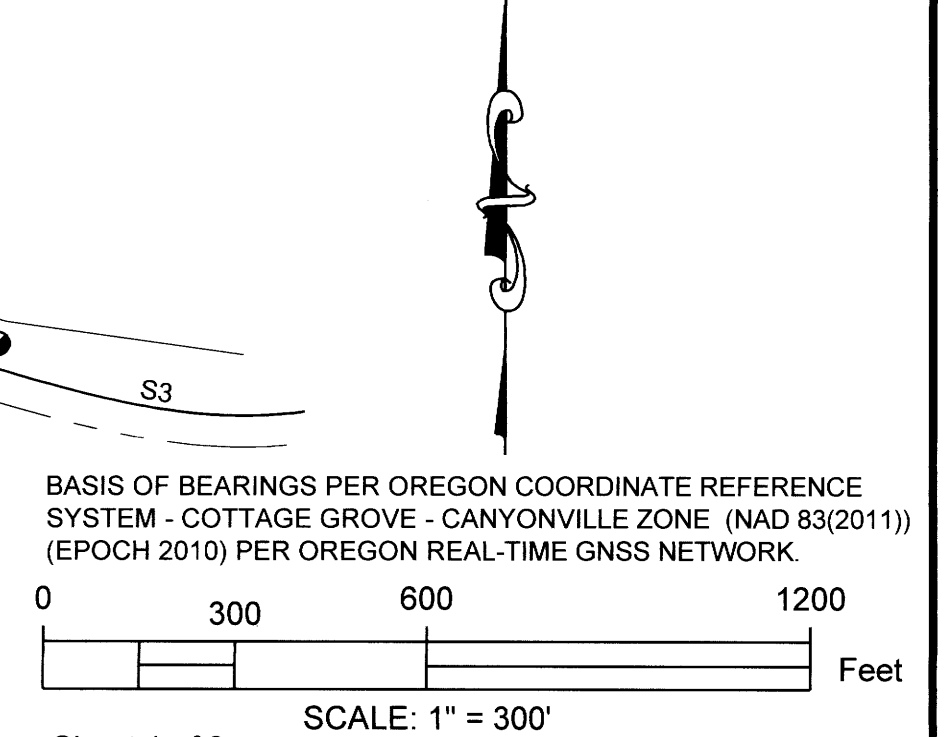 S3
BASIS OF BEARINGS PER OREGON COORDINATE REFERENCE
SYSTEM - COTTAGE GROVE - CANYONVILLE ZONE (NAD 83(2011))
(EPOCH 2010) PER OREGON REAL-TIME GNSS NETWORK.
0 300 600 1200
Feet
SCALE: 1" = 300'